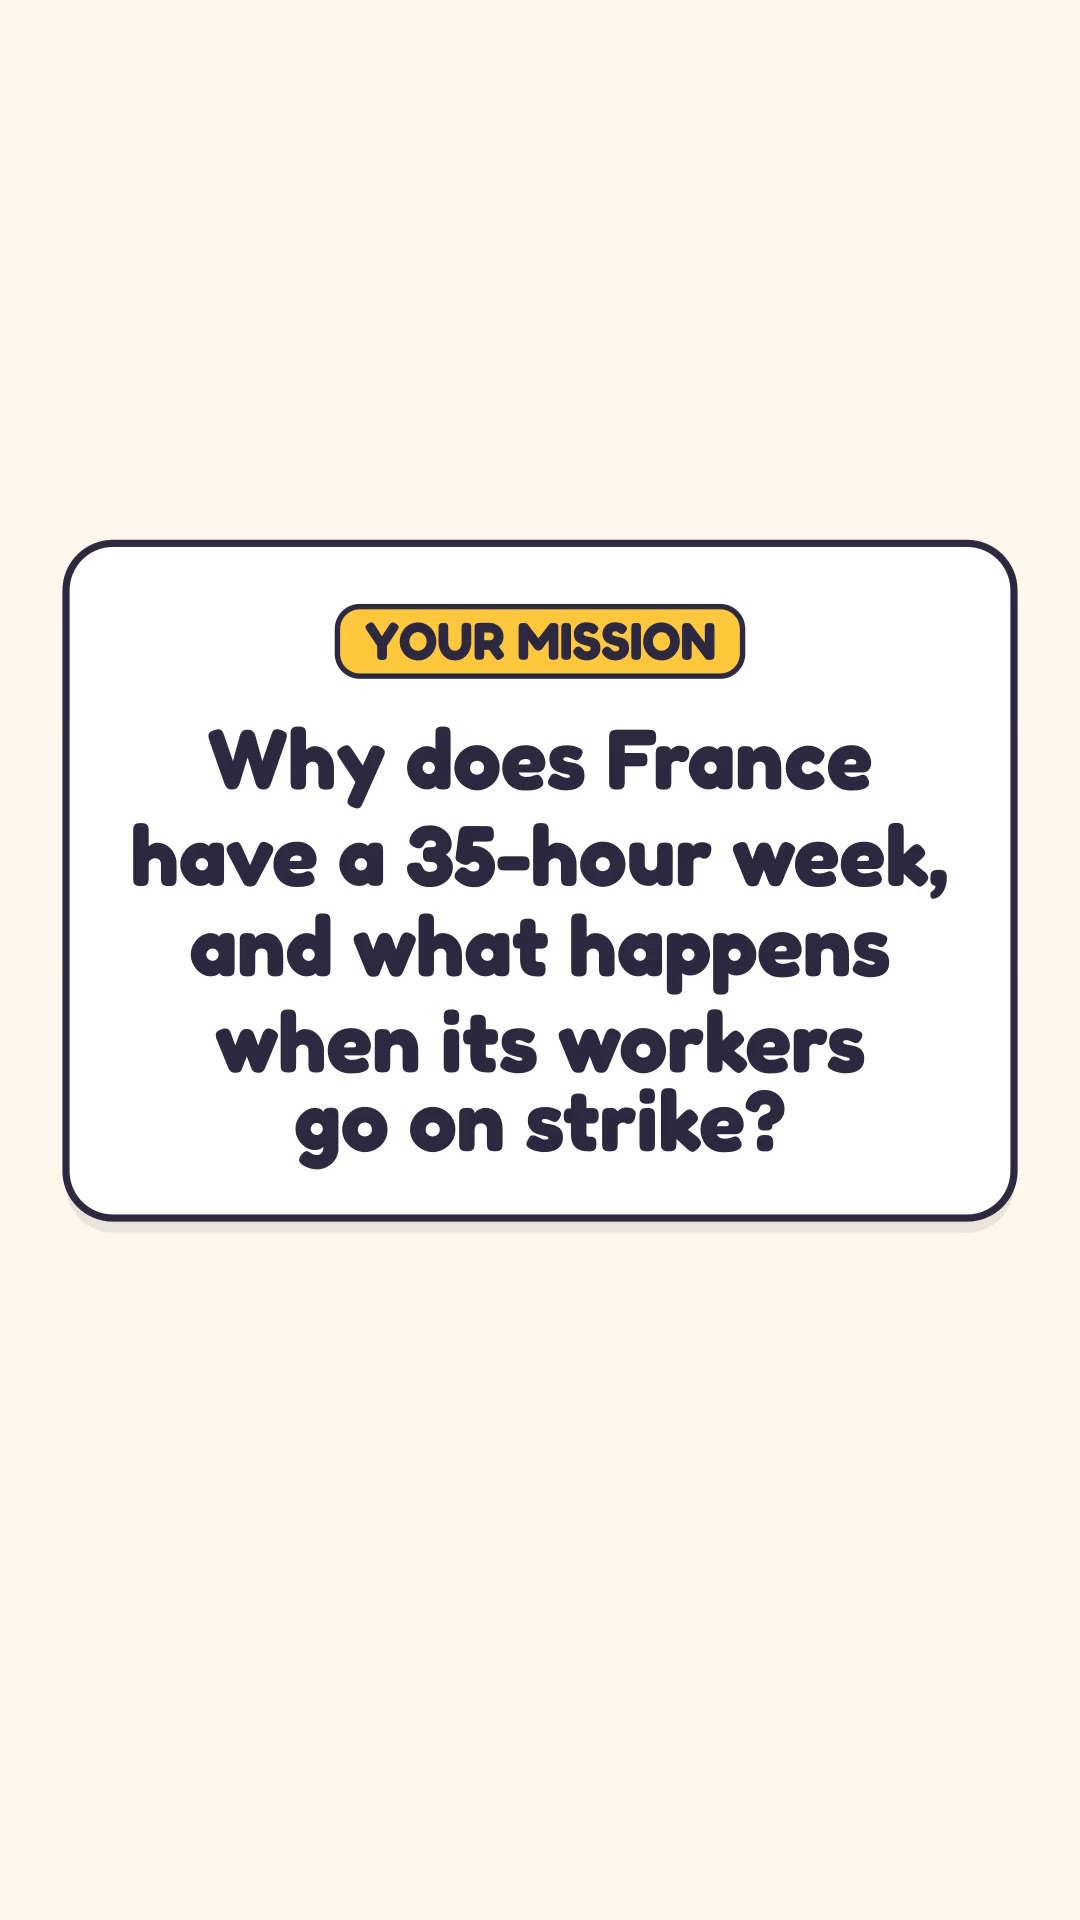 YOUR MISSION
Why does France
have a 35-hour week,
and what happens
when its workers
go on strike?